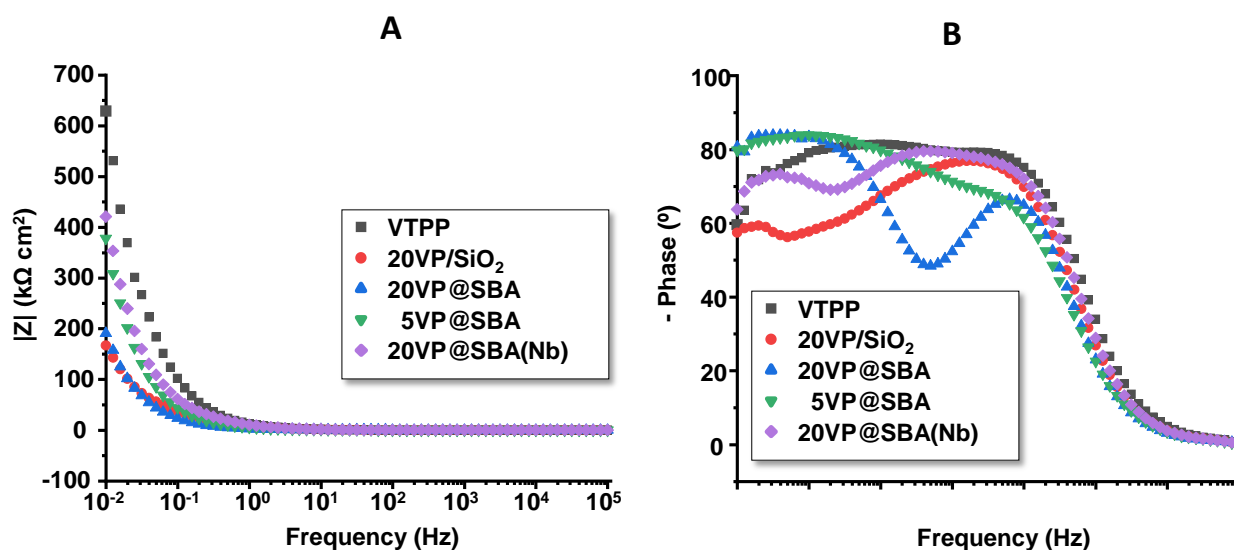 A
B
700
600
500
400
300
200
100
0
-100
|Z| (kΩ cm²)
VTPP
20VP/SiO₂
20VP@SBA
5VP@SBA
20VP@SBA(Nb)
10⁻² 10⁻¹ 10⁰ 10¹ 10² 10³ 10⁴ 10⁵
Frequency (Hz)
100
80
60
40
20
0
- Phase (º)
VTPP
20VP/SiO₂
20VP@SBA
5VP@SBA
20VP@SBA(Nb)
Frequency (Hz)